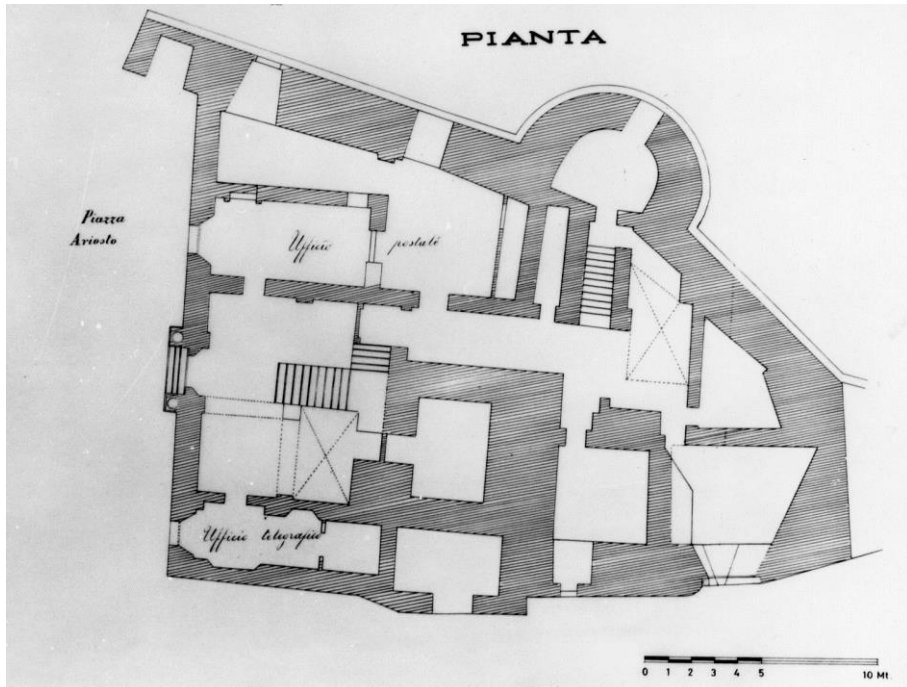 PIANTA
Piazza
Ariosto
Ufficio postale
Ufficio telegrafico
0 1 2 3 4 5 10 Mt.